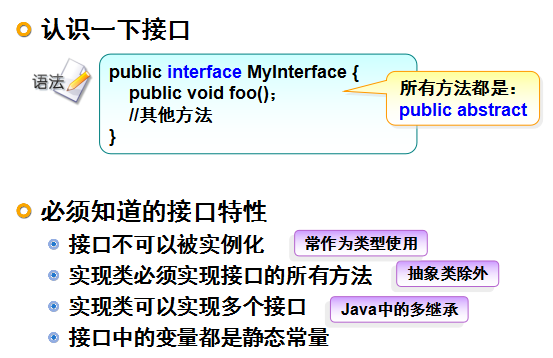 认识一下接口
语法
public interface MyInterface {
public void foo();
//其他方法
}
所有方法都是：
public abstract
必须知道的接口特性
接口不可以被实例化
常作为类型使用
实现类必须实现接口的所有方法
抽象类除外
实现类可以实现多个接口
Java中的多继承
接口中的变量都是静态常量